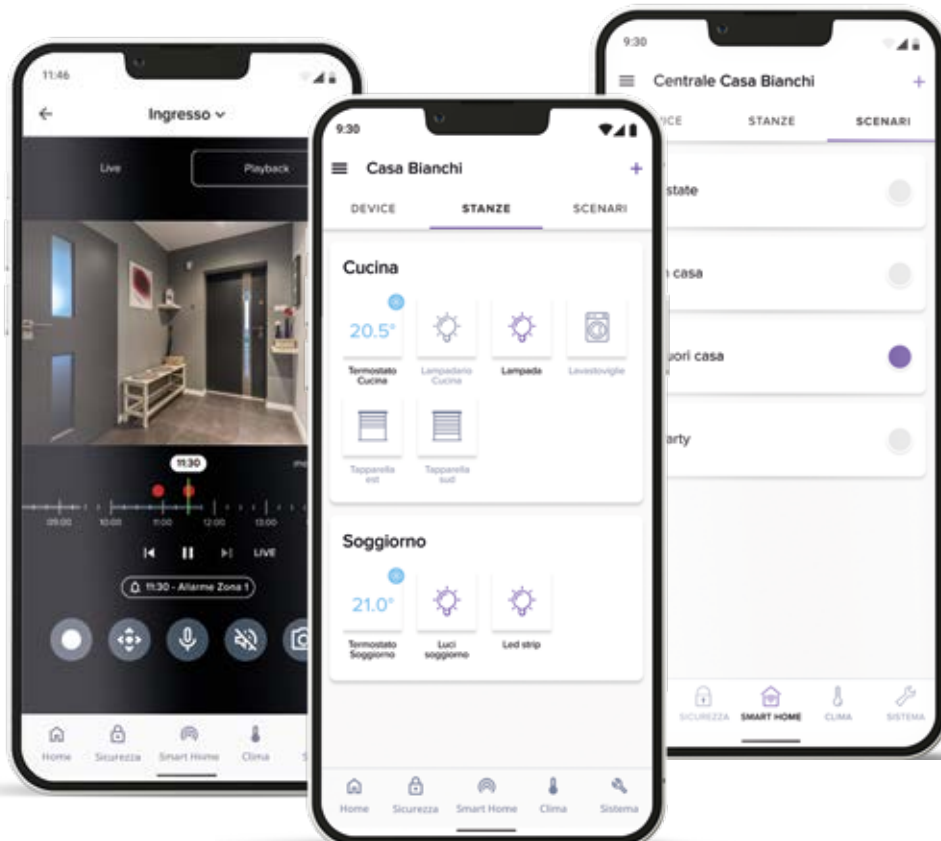 11:46
Ingresso
Live
Playback
11:30
09:00 10:00 11:00 12:00 13:00
LIVE
11:30 - Allarme Zona 1
Home Sicurezza Smart Home Clima
9:30
Casa Bianchi
DEVICE STANZE SCENARI
Cucina
20.5°
Termostato Cucina
Lampadario Cucina
Lampada
Lavastoviglie
Tapparella est
Tapparella sud
Soggiorno
21.0°
Termostato Soggiorno
Luci soggiorno
Led strip
Home Sicurezza Smart Home Clima Sistema
9:30
Centrale Casa Bianchi
STANZE SCENARI
casa
casa
SICUREZZA SMART HOME CLIMA SISTEMA